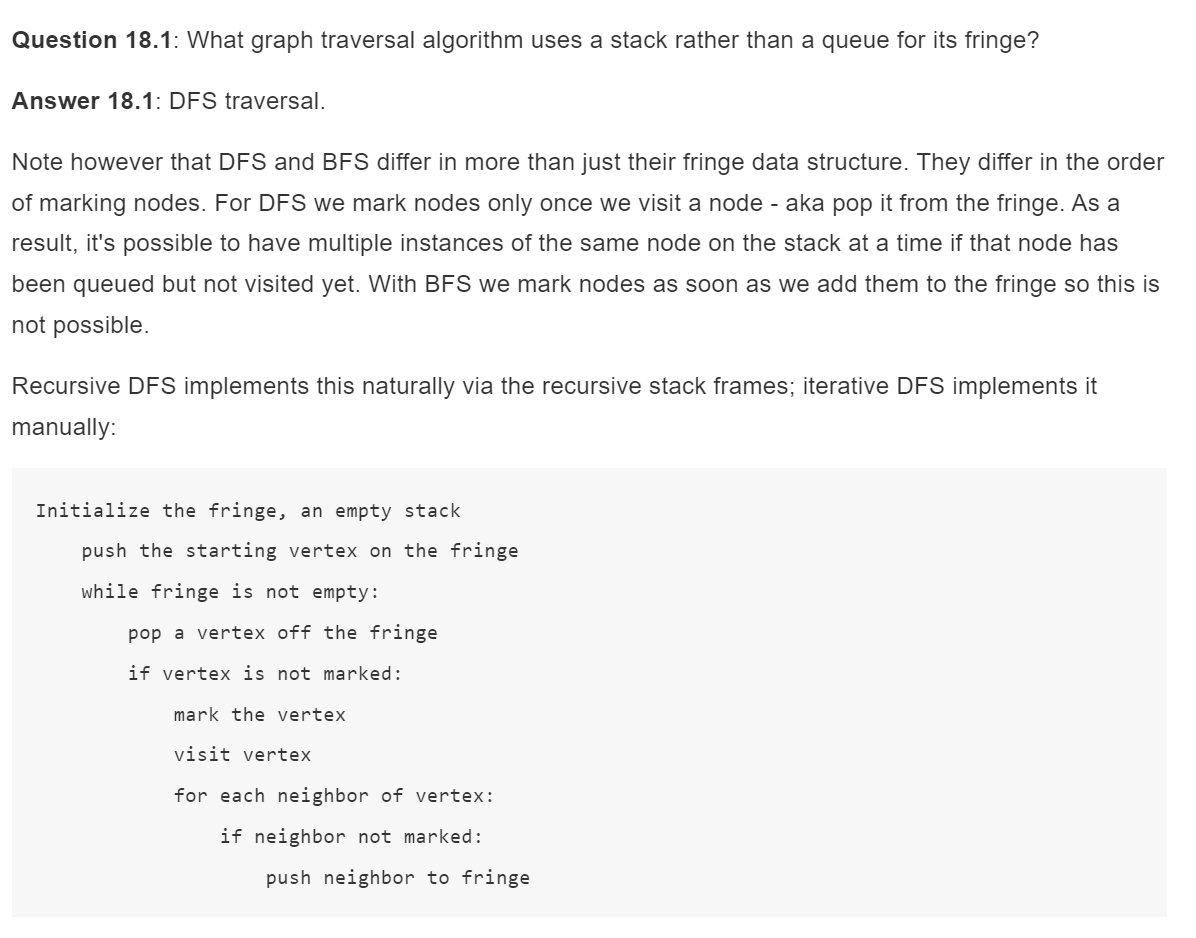 Question 18.1: What graph traversal algorithm uses a stack rather than a queue for its fringe?
Answer 18.1: DFS traversal.
Note however that DFS and BFS differ in more than just their fringe data structure. They differ in the order
of marking nodes. For DFS we mark nodes only once we visit a node - aka pop it from the fringe. As a
result, it's possible to have multiple instances of the same node on the stack at a time if that node has
been queued but not visited yet. With BFS we mark nodes as soon as we add them to the fringe so this is
not possible.
Recursive DFS implements this naturally via the recursive stack frames; iterative DFS implements it
manually:
Initialize the fringe, an empty stack
    push the starting vertex on the fringe
    while fringe is not empty:
        pop a vertex off the fringe
        if vertex is not marked:
            mark the vertex
            visit vertex
            for each neighbor of vertex:
                if neighbor not marked:
                    push neighbor to fringe